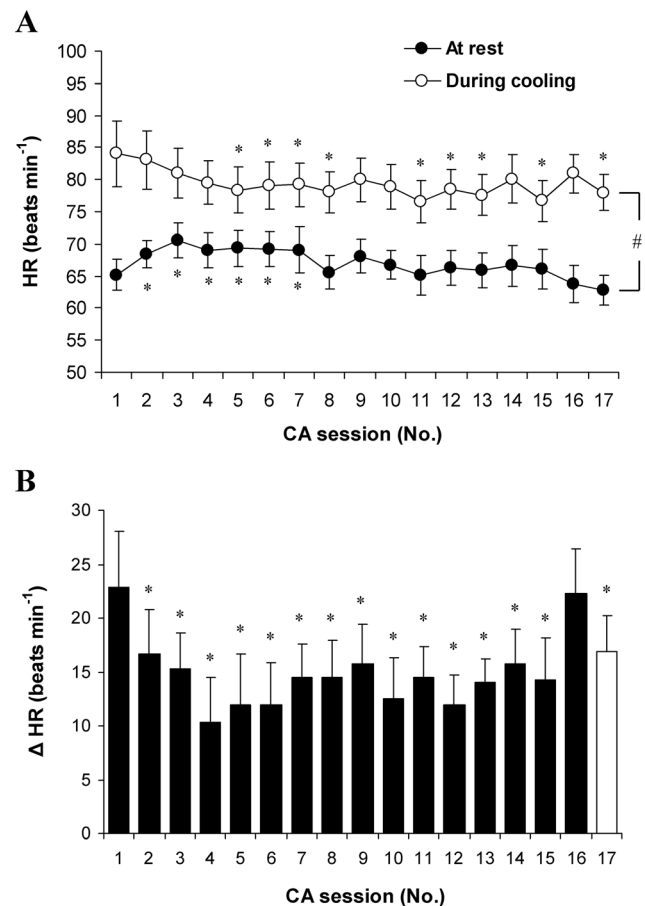 A
100
95
90
85
80
75
70
65
60
55
50
HR (beats min-1)
At rest
During cooling
* * * * * * * * *
* * * * * *
#
1 2 3 4 5 6 7 8 9 10 11 12 13 14 15 16 17
CA session (No.)
B
30
25
20
15
10
5
0
Δ HR (beats min-1)
* * * * * * * * * * * * * * *
1 2 3 4 5 6 7 8 9 10 11 12 13 14 15 16 17
CA session (No.)